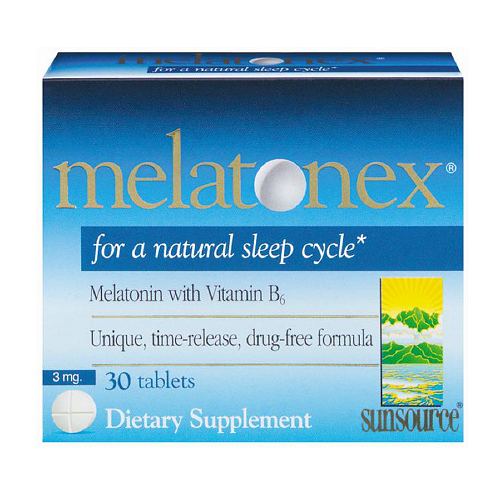 melatonex
for a natural sleep cycle*
melatonex®
for a natural sleep cycle*
Melatonin with Vitamin B₆
Unique, time-release, drug-free formula
3 mg.
30 tablets
Dietary Supplement
sunsource®